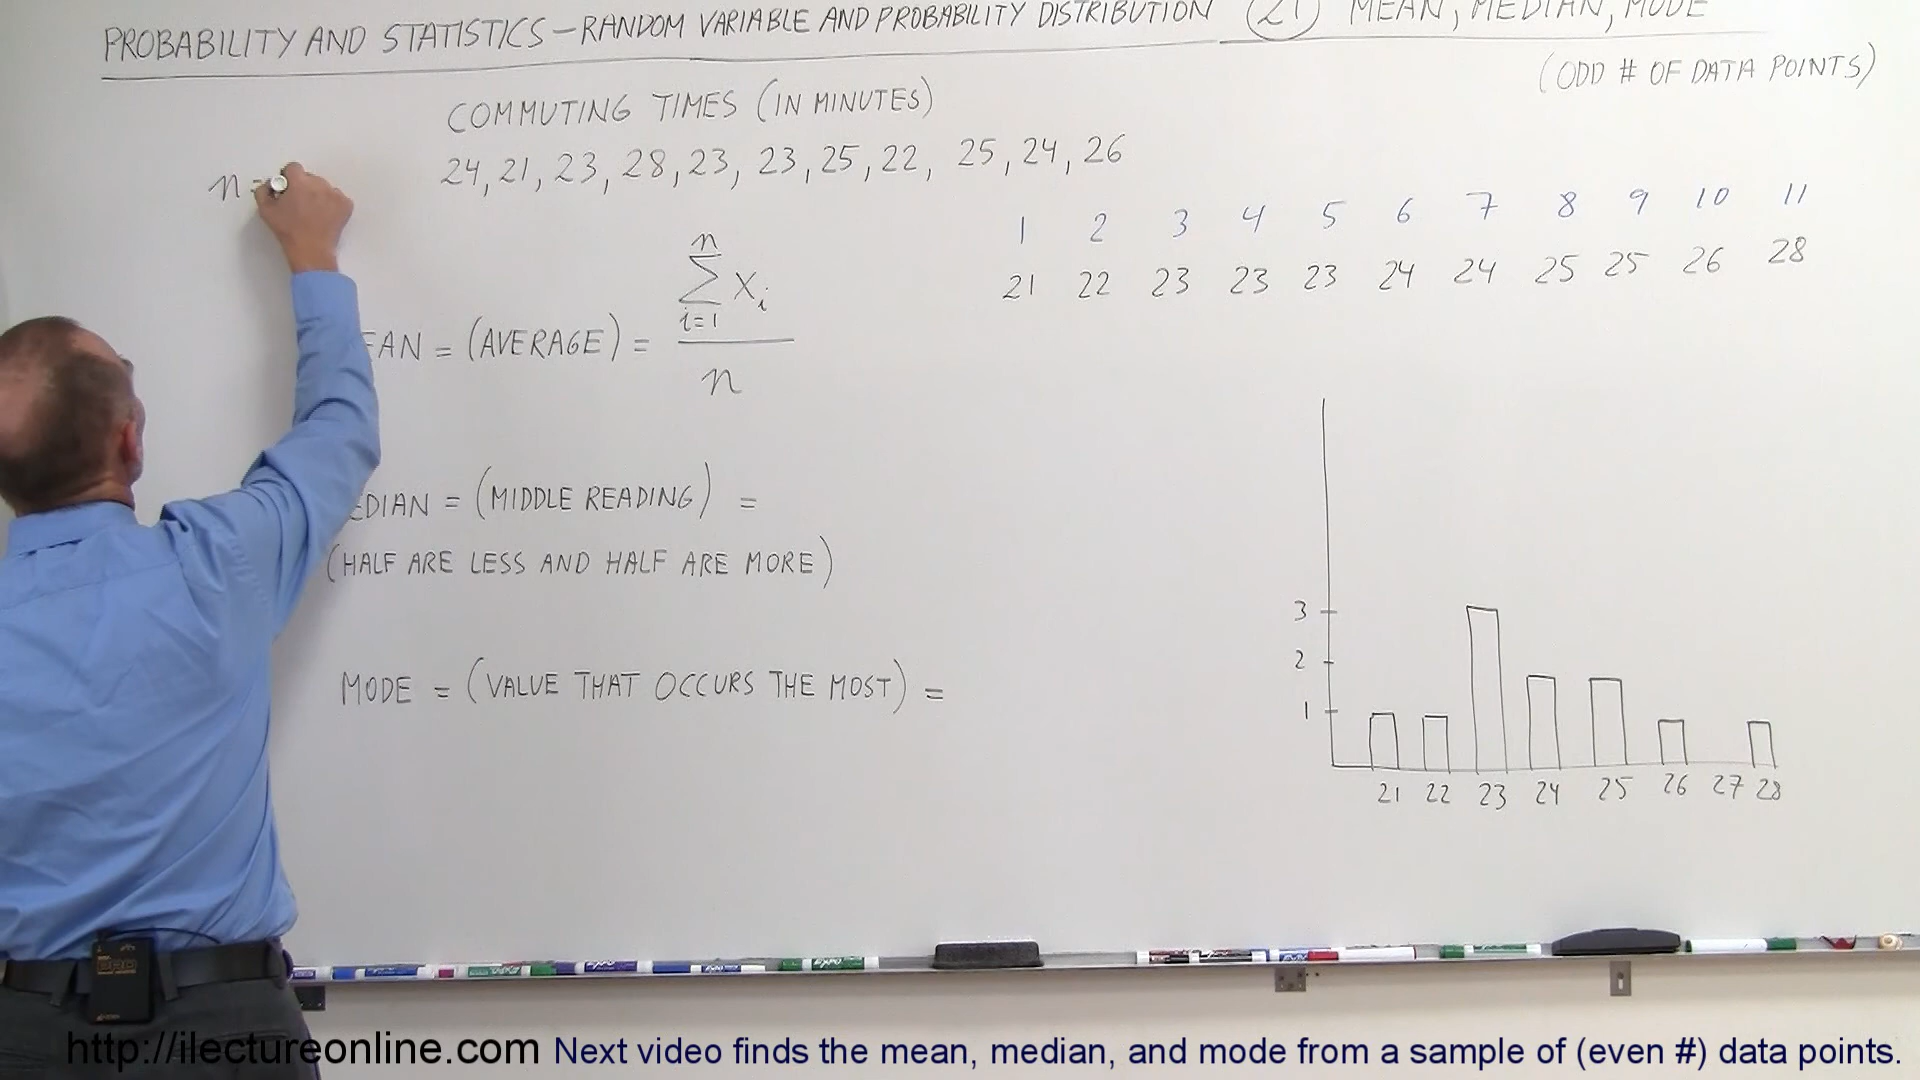 PROBABILITY AND STATISTICS – RANDOM VARIABLE AND PROBABILITY DISTRIBUTION 21 MEAN, MEDIAN, MODE
(ODD # OF DATA POINTS)
COMMUTING TIMES (IN MINUTES)
n = 24, 21, 23, 28, 23, 23, 25, 22, 25, 24, 26
1 2 3 4 5 6 7 8 9 10 11
21 22 23 23 23 24 24 25 25 26 28
EAN = (AVERAGE) =
n
∑ Xi
i=1
n
EDIAN = (MIDDLE READING) =
(HALF ARE LESS AND HALF ARE MORE)
MODE = (VALUE THAT OCCURS THE MOST) =
3
2
1
21 22 23 24 25 26 27 28
EXPO
http://ilectureonline.com Next video finds the mean, median, and mode from a sample of (even #) data points.